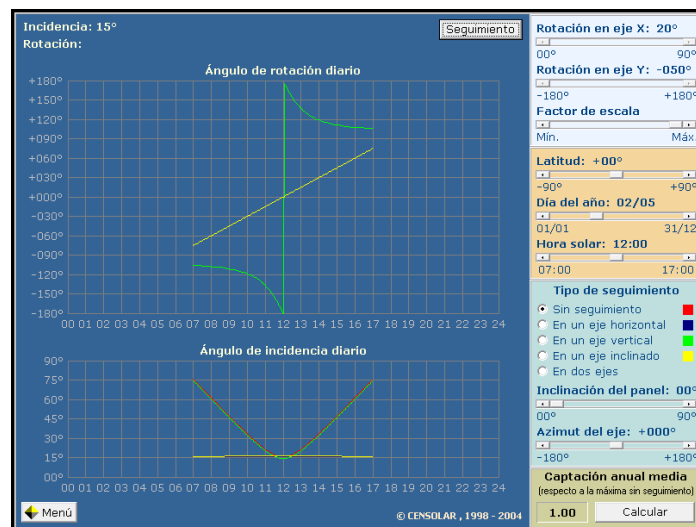 Incidencia: 15°
Rotación:
Seguimiento
Ángulo de rotación diario
+180°
+150°
+120°
+090°
+060°
+030°
+000°
-030°
-060°
-090°
-120°
-150°
-180°
00 01 02 03 04 05 06 07 08 09 10 11 12 13 14 15 16 17 18 19 20 21 22 23 24
Ángulo de incidencia diario
90°
75°
60°
45°
30°
15°
00°
00 01 02 03 04 05 06 07 08 09 10 11 12 13 14 15 16 17 18 19 20 21 22 23 24
Menú
© CENSOLAR , 1998 - 2004
Rotación en eje X: 20°
00° 90°
Rotación en eje Y: -050°
-180° +180°
Factor de escala
Mín. Máx.
Latitud: +00°
-90° +90°
Día del año: 02/05
01/01 31/12
Hora solar: 12:00
07:00 17:00
Tipo de seguimiento
Sin seguimiento
En un eje horizontal
En un eje vertical
En un eje inclinado
En dos ejes
Inclinación del panel: 00°
00° 90°
Azimut del eje: +000°
-180° +180°
Captación anual media
(respecto a la máxima sin seguimiento)
1.00 Calcular